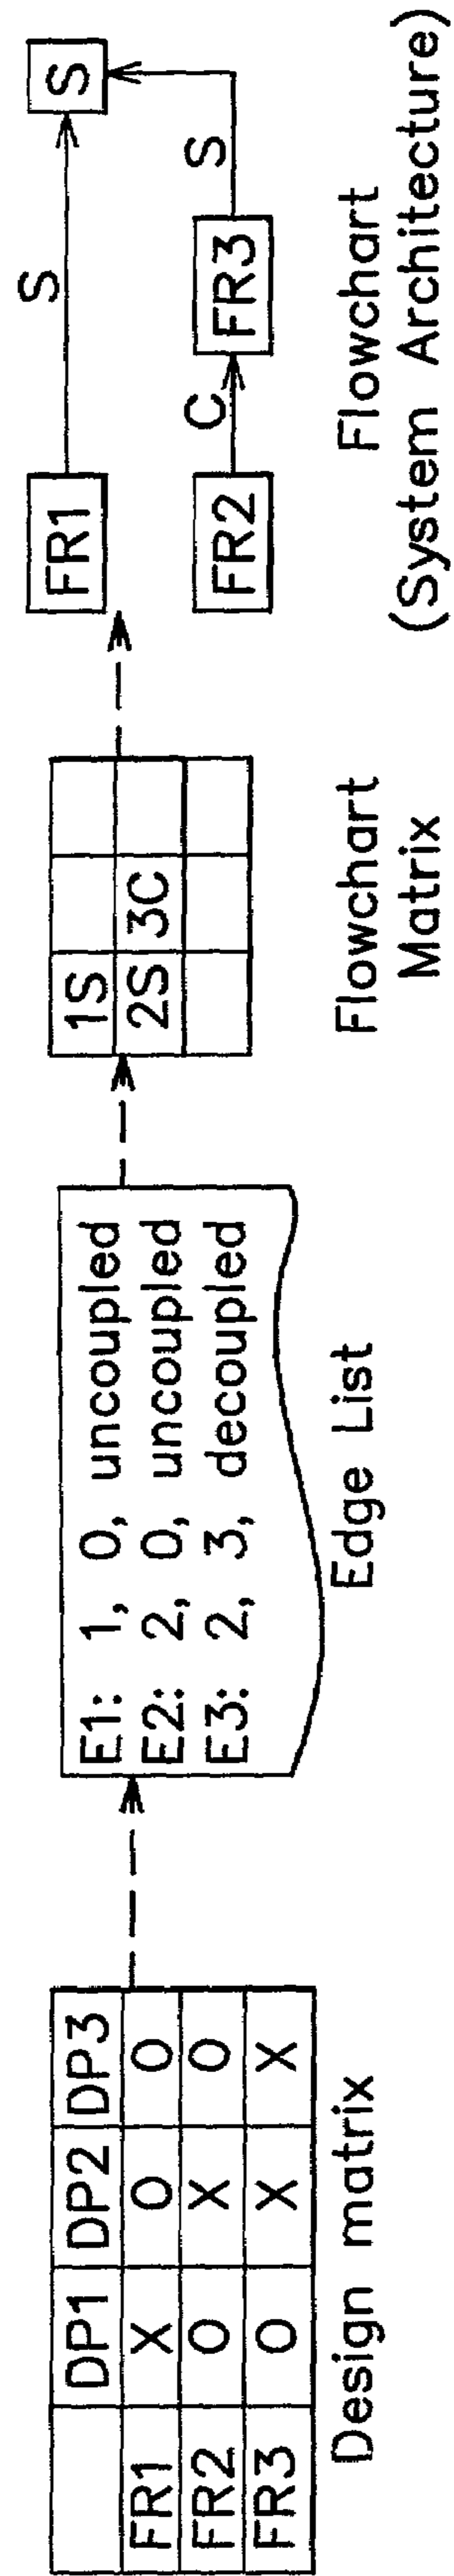 DP1 DP2 DP3
FR1 X O O
FR2 O X O
FR3 O X X
Design matrix
E1: 1, 0, uncoupled
E2: 2, 0, uncoupled
E3: 2, 3, decoupled
Edge List
1S
2S 3C
Flowchart
Matrix
FR1 S S
FR2 C FR3 S
Flowchart
(System Architecture)